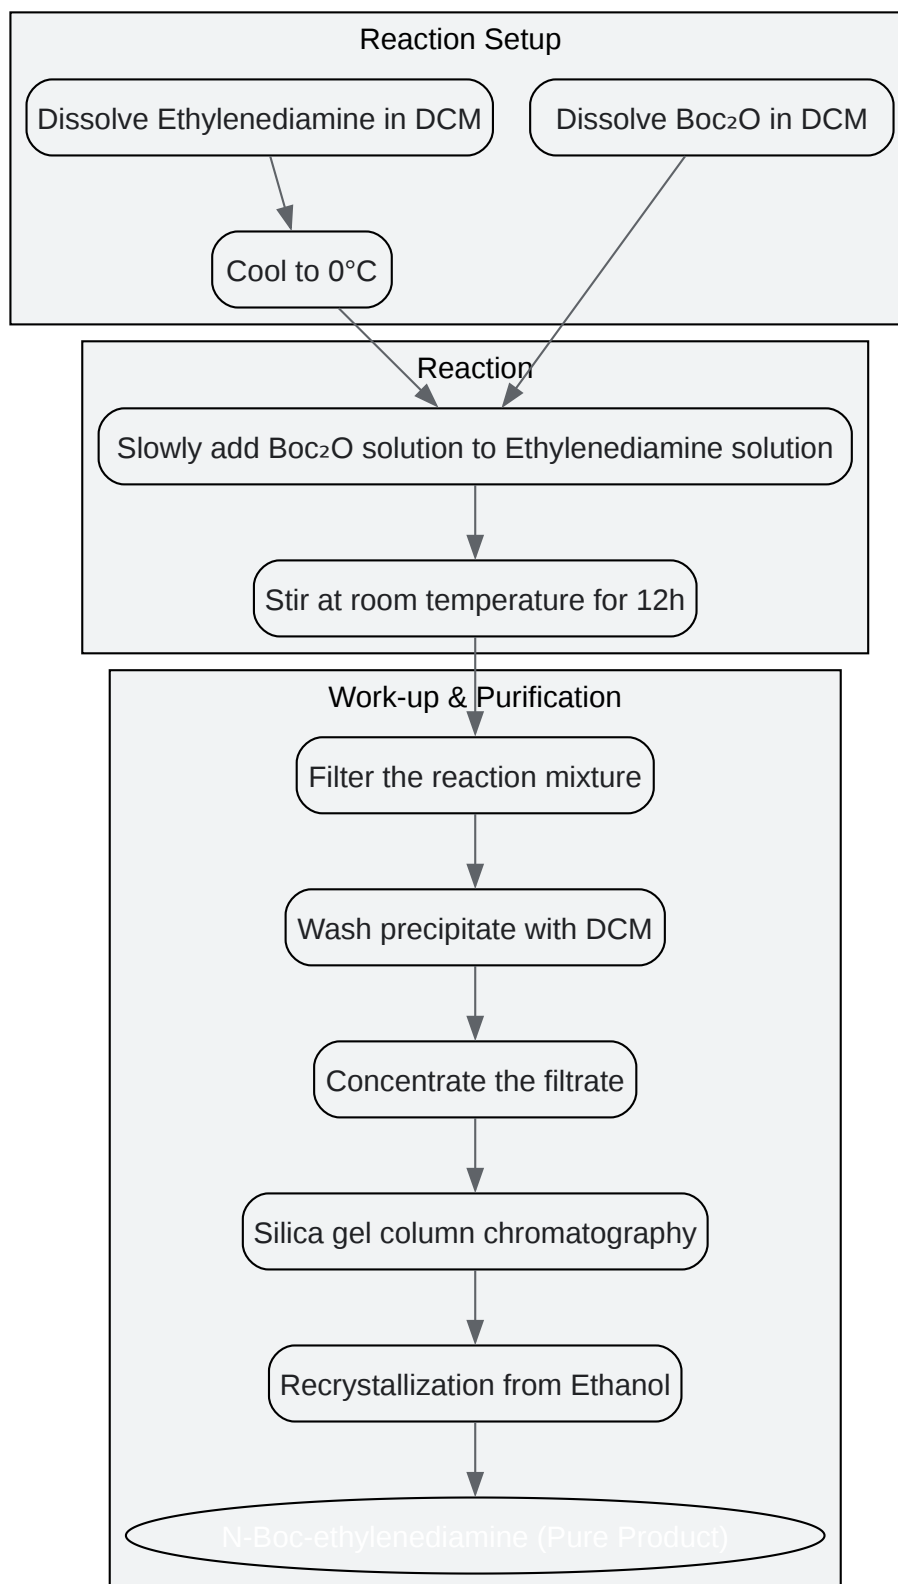 Reaction Setup
Dissolve Ethylenediamine in DCM
Dissolve Boc₂O in DCM
Cool to 0°C
Reaction
Slowly add Boc₂O solution to Ethylenediamine solution
Stir at room temperature for 12h
Work-up & Purification
Filter the reaction mixture
Wash precipitate with DCM
Concentrate the filtrate
Silica gel column chromatography
Recrystallization from Ethanol
N-Boc-ethylenediamine (Pure Product)